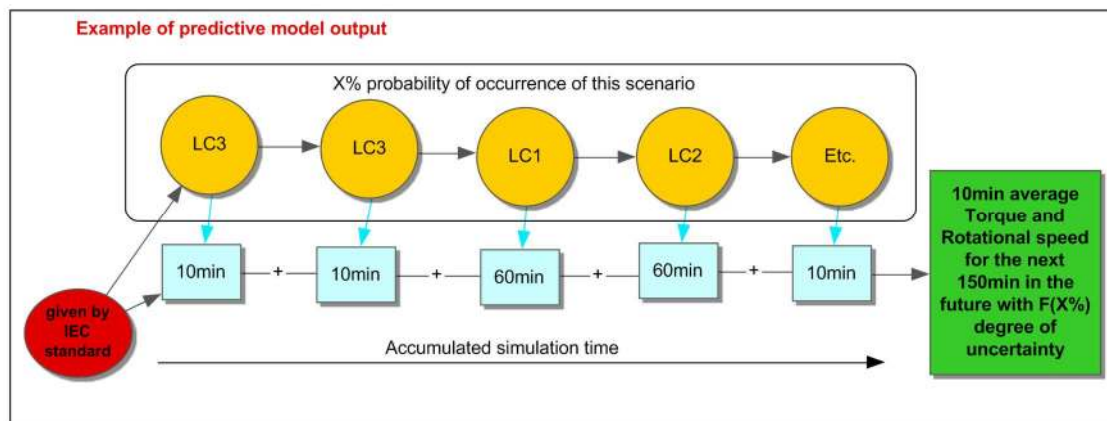 Example of predictive model output
X% probability of occurrence of this scenario
LC3
LC3
LC1
LC2
Etc.
10min
+
10min
+
60min
+
60min
+
10min
given by
IEC
standard
Accumulated simulation time
10min average
Torque and
Rotational speed
for the next
150min in the
future with F(X%)
degree of
uncertainty